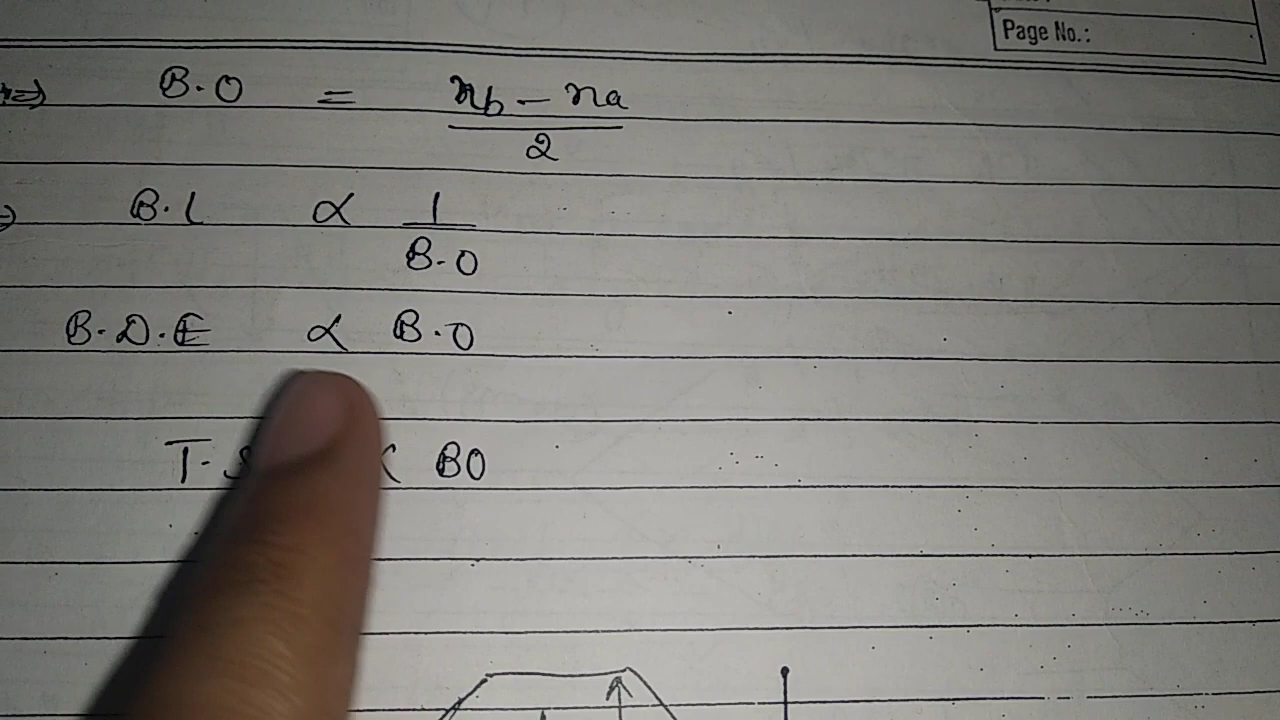 Page No.:
B.O = nb - na / 2
B.L ∝ 1 / B.O
B.D.E ∝ B.O
T.S ∝ BO